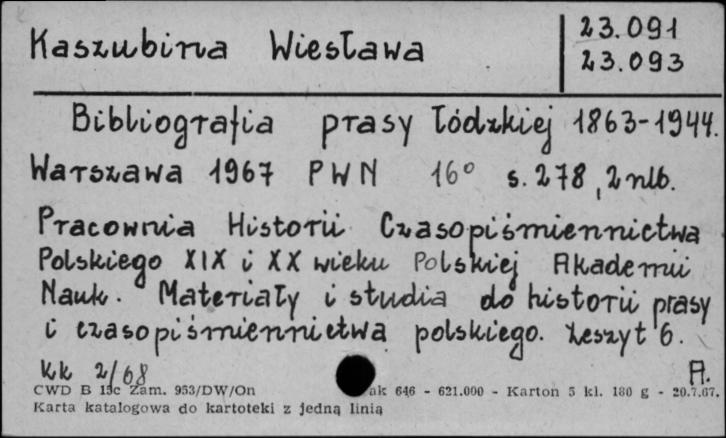 Kaszubina Wiesława
23.091
23.093
Bibliografia prasy łódzkiej 1863-1944.
Warszawa 1967 PWN 16° s. 278, 2 nlb.
Pracownia Historii Czasopiśmiennictwa
Polskiego XIX i XX wieku Polskiej Akademii
Nauk. Materiały i studia do historii prasy
i czasopiśmiennictwa polskiego. Zeszyt 6.
KK 2/68 A.
CWD B 13c Zam. 953/DW/On ak 646 - 621.000 - Karton 5 kl. 180 g - 20.7.67.
Karta katalogowa do kartoteki z jedną linią